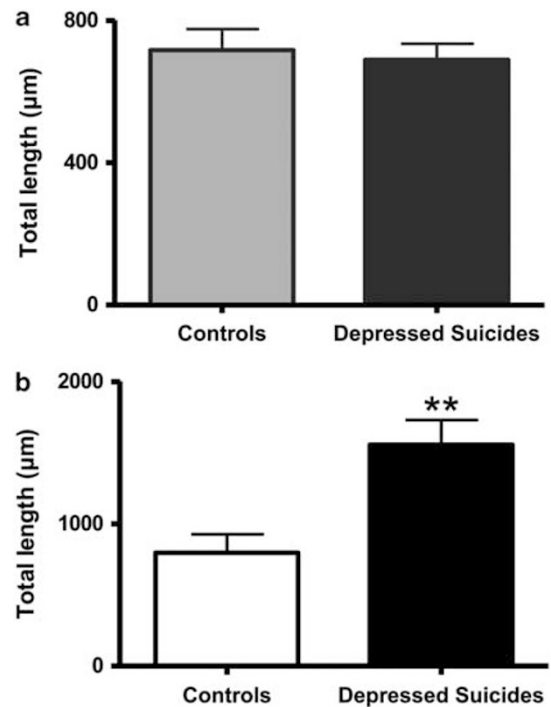 a
800
400
0
Total length (µm)
Controls
Depressed Suicides
b
2000
1000
0
Total length (µm)
**
Controls
Depressed Suicides